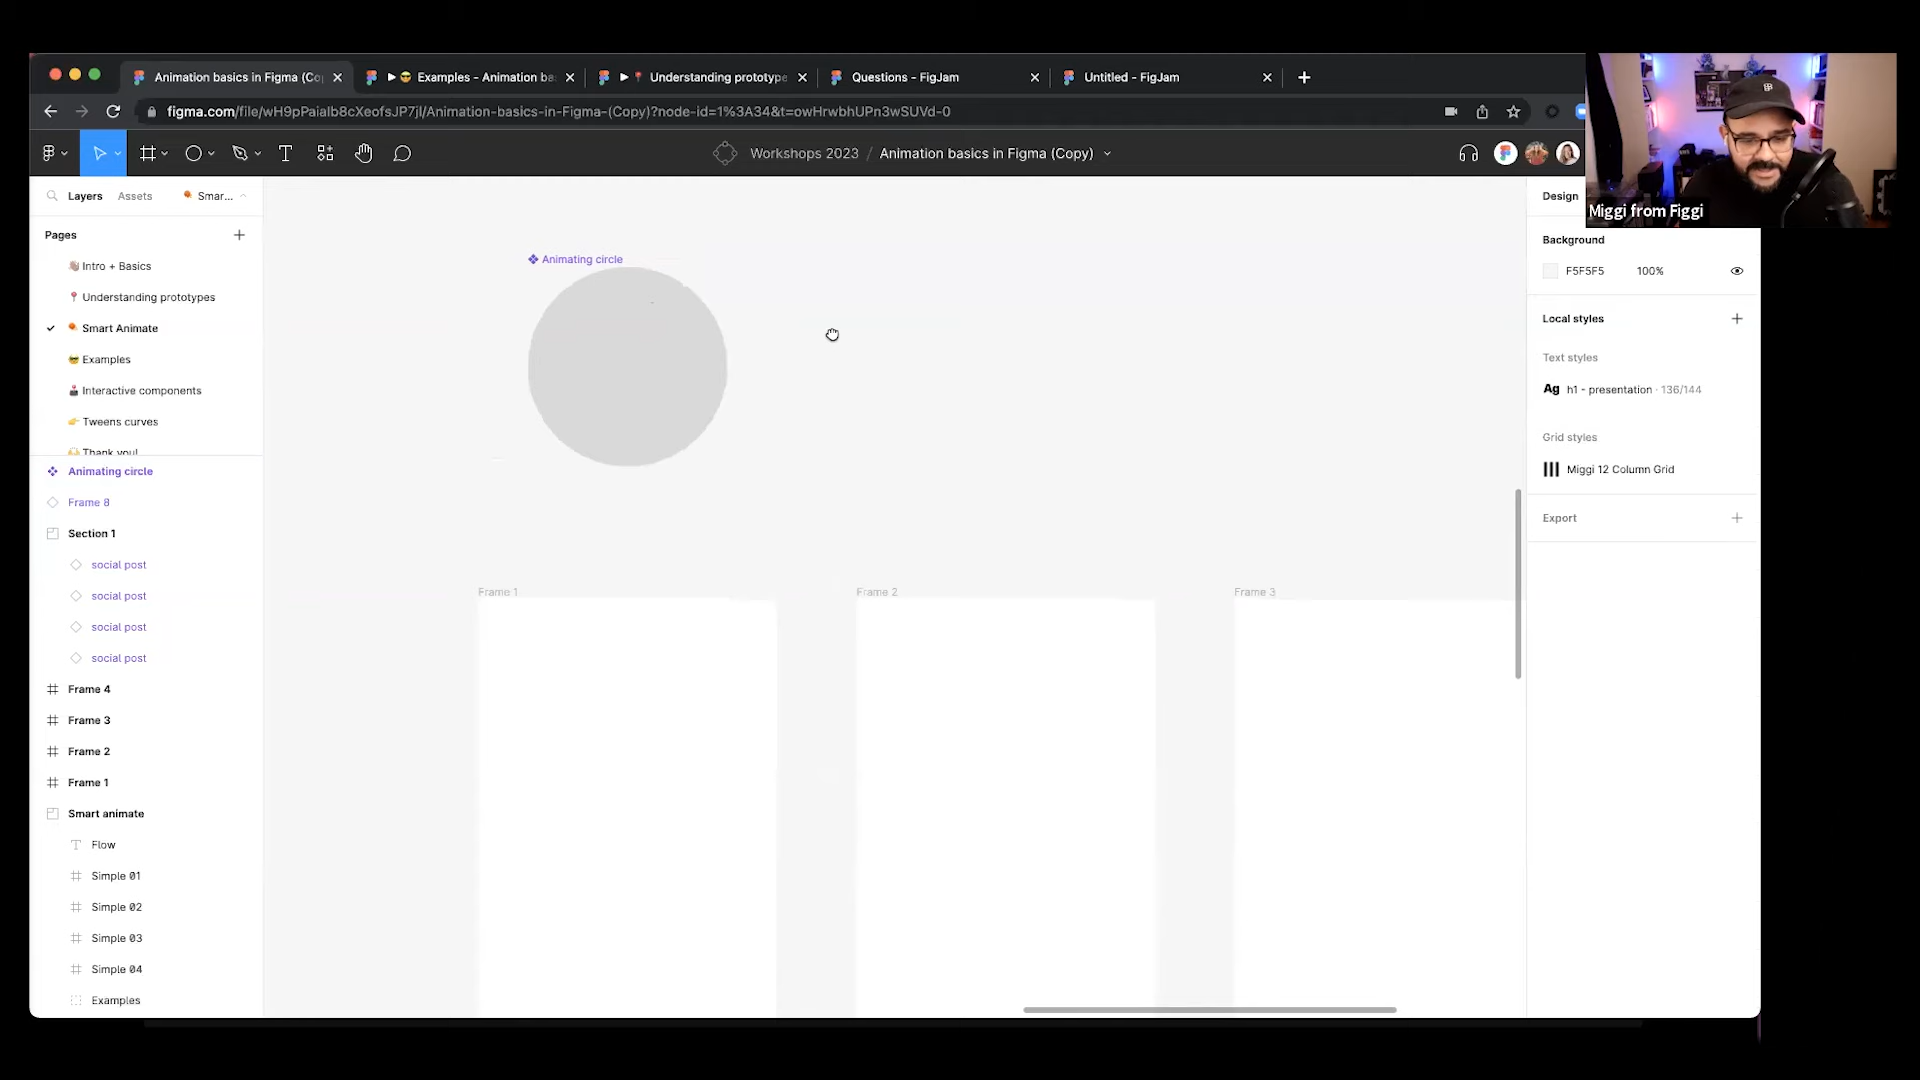 Animation basics in Figma (Co
Examples - Animation ba
Understanding prototype
Questions - FigJam
Untitled - FigJam
figma.com/file/wH9pPaialb8cXeofsJP7jl/Animation-basics-in-Figma-(Copy)?node-id=1%3A34&t=owHrwbhUPn3wSUVd-0
Workshops 2023 / Animation basics in Figma (Copy)
Miggi from Figgi
Layers
Assets
Smar...
Pages
Intro + Basics
Understanding prototypes
Smart Animate
Examples
Interactive components
Tweens curves
Thank you!
Animating circle
Frame 8
Section 1
social post
social post
social post
social post
Frame 4
Frame 3
Frame 2
Frame 1
Smart animate
Flow
Simple 01
Simple 02
Simple 03
Simple 04
Examples
Animating circle
Frame 1
Frame 2
Frame 3
Design
Background
F5F5F5 100%
Local styles
Text styles
Ag h1 - presentation · 136/144
Grid styles
Miggi 12 Column Grid
Export